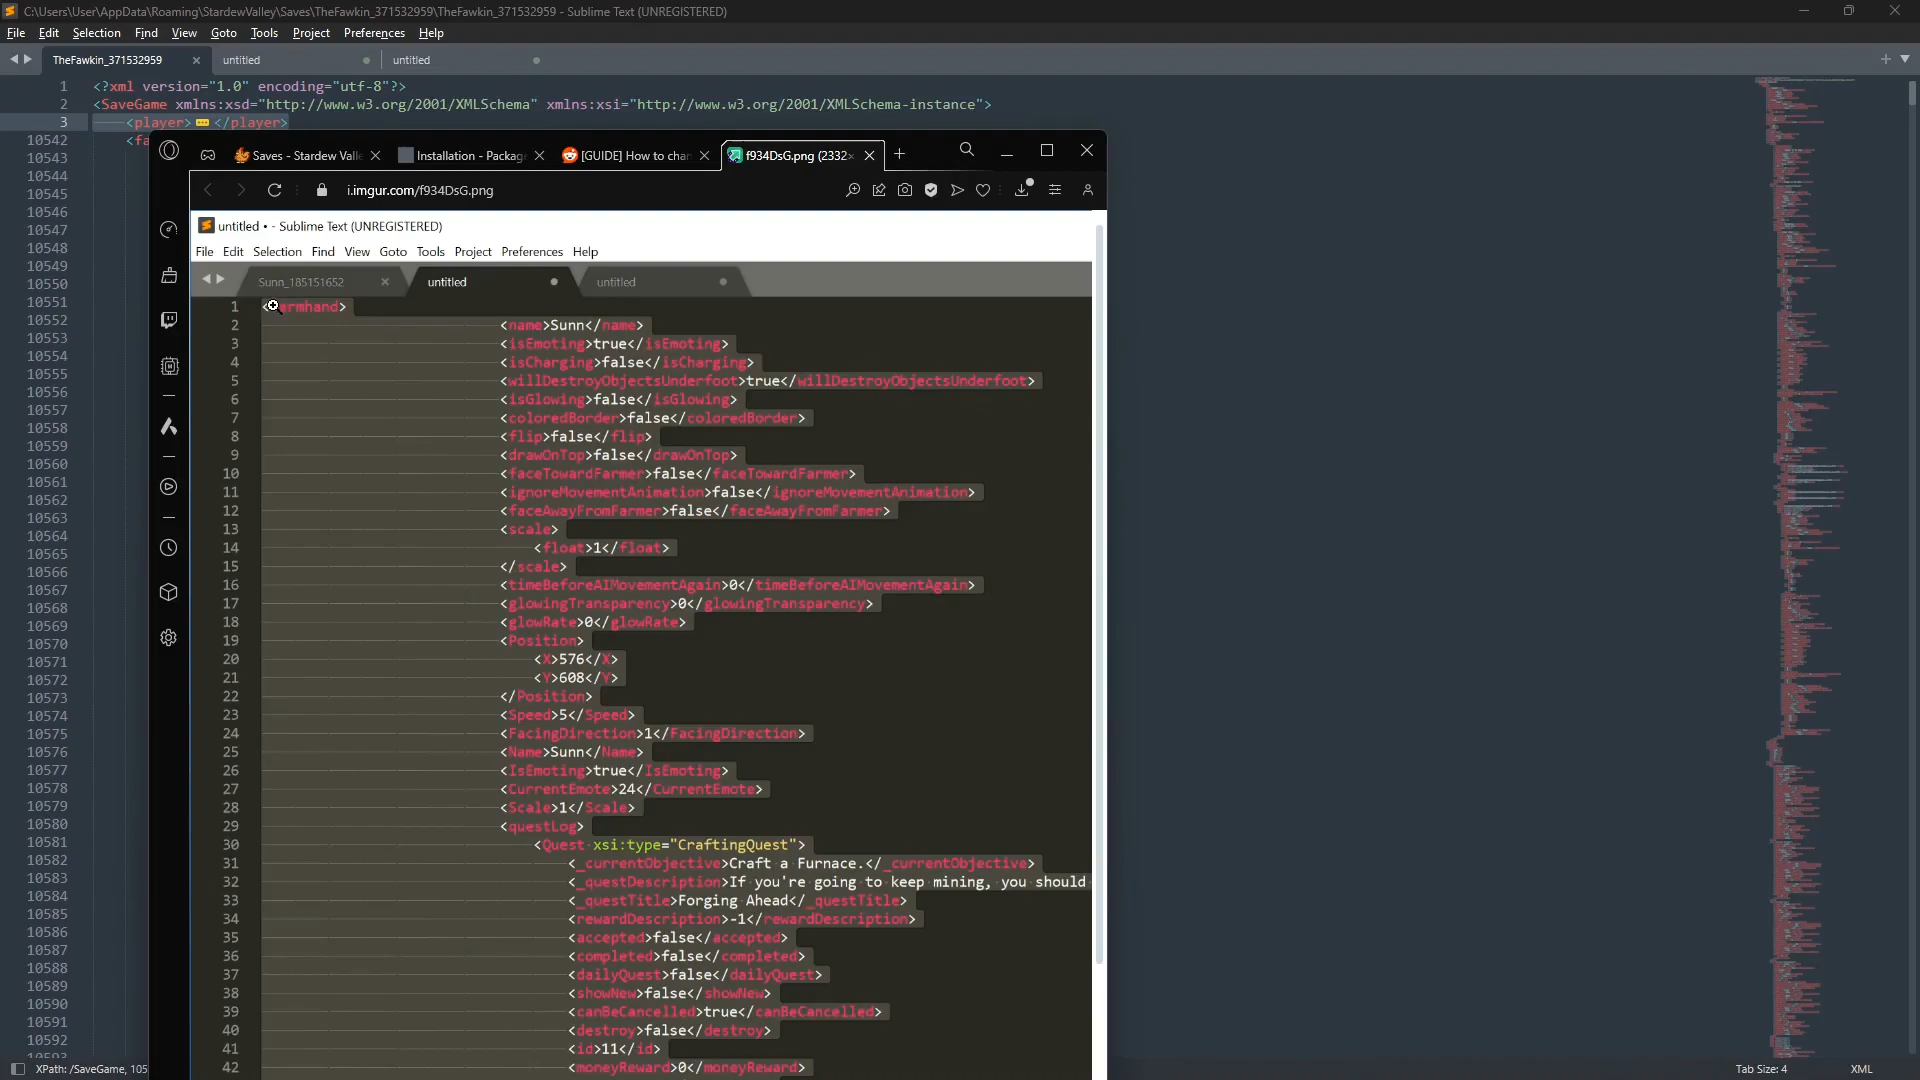 C:\Users\User\AppData\Roaming\StardewValley\Saves\TheFawkin_371532959\TheFawkin_371532959 - Sublime Text (UNREGISTERED)
File Edit Selection Find View Goto Tools Project Preferences Help
TheFawkin_371532959 untitled untitled
1 <?xml version="1.0" encoding="utf-8"?>
2 <SaveGame xmlns:xsd="http://www.w3.org/2001/XMLSchema" xmlns:xsi="http://www.w3.org/2001/XMLSchema-instance">
3 <player> </player>
10542 <fa
10543
10544
10545
10546
10547
10548
10549
10550
10551
10552
10553
10554
10555
10556
10557
10558
10559
10560
10561
10562
10563
10564
10565
10566
10567
10568
10569
10570
10571
10572
10573
10574
10575
10576
10577
10578
10579
10580
10581
10582
10583
10584
10585
10586
10587
10588
10589
10590
10591
10592
10593
Saves - Stardew Valle Installation - Package [GUIDE] How to chan f934DsG.png (2332×
i.imgur.com/f934DsG.png
untitled • - Sublime Text (UNREGISTERED)
File Edit Selection Find View Goto Tools Project Preferences Help
Sunn_185151652 untitled untitled
1 <farmhand>
2 <name>Sunn</name>
3 <isEmoting>true</isEmoting>
4 <isCharging>false</isCharging>
5 <willDestroyObjectsUnderfoot>true</willDestroyObjectsUnderfoot>
6 <isGlowing>false</isGlowing>
7 <coloredBorder>false</coloredBorder>
8 <flip>false</flip>
9 <drawOnTop>false</drawOnTop>
10 <faceTowardFarmer>false</faceTowardFarmer>
11 <ignoreMovementAnimation>false</ignoreMovementAnimation>
12 <faceAwayFromFarmer>false</faceAwayFromFarmer>
13 <scale>
14 <float>1</float>
15 </scale>
16 <timeBeforeAIMovementAgain>0</timeBeforeAIMovementAgain>
17 <glowingTransparency>0</glowingTransparency>
18 <glowRate>0</glowRate>
19 <Position>
20 <X>576</X>
21 <Y>608</Y>
22 </Position>
23 <Speed>5</Speed>
24 <FacingDirection>1</FacingDirection>
25 <Name>Sunn</Name>
26 <IsEmoting>true</IsEmoting>
27 <CurrentEmote>24</CurrentEmote>
28 <Scale>1</Scale>
29 <questLog>
30 <Quest xsi:type="CraftingQuest">
31 <_currentObjective>Craft a Furnace.</_currentObjective>
32 <_questDescription>If you're going to keep mining, you should
33 <_questTitle>Forging Ahead</_questTitle>
34 <rewardDescription>-1</rewardDescription>
35 <accepted>false</accepted>
36 <completed>false</completed>
37 <dailyQuest>false</dailyQuest>
38 <showNew>false</showNew>
39 <canBeCancelled>true</canBeCancelled>
40 <destroy>false</destroy>
41 <id>11</id>
42 <moneyReward>0</moneyReward>
XPath: /SaveGame, 105 Tab Size: 4 XML